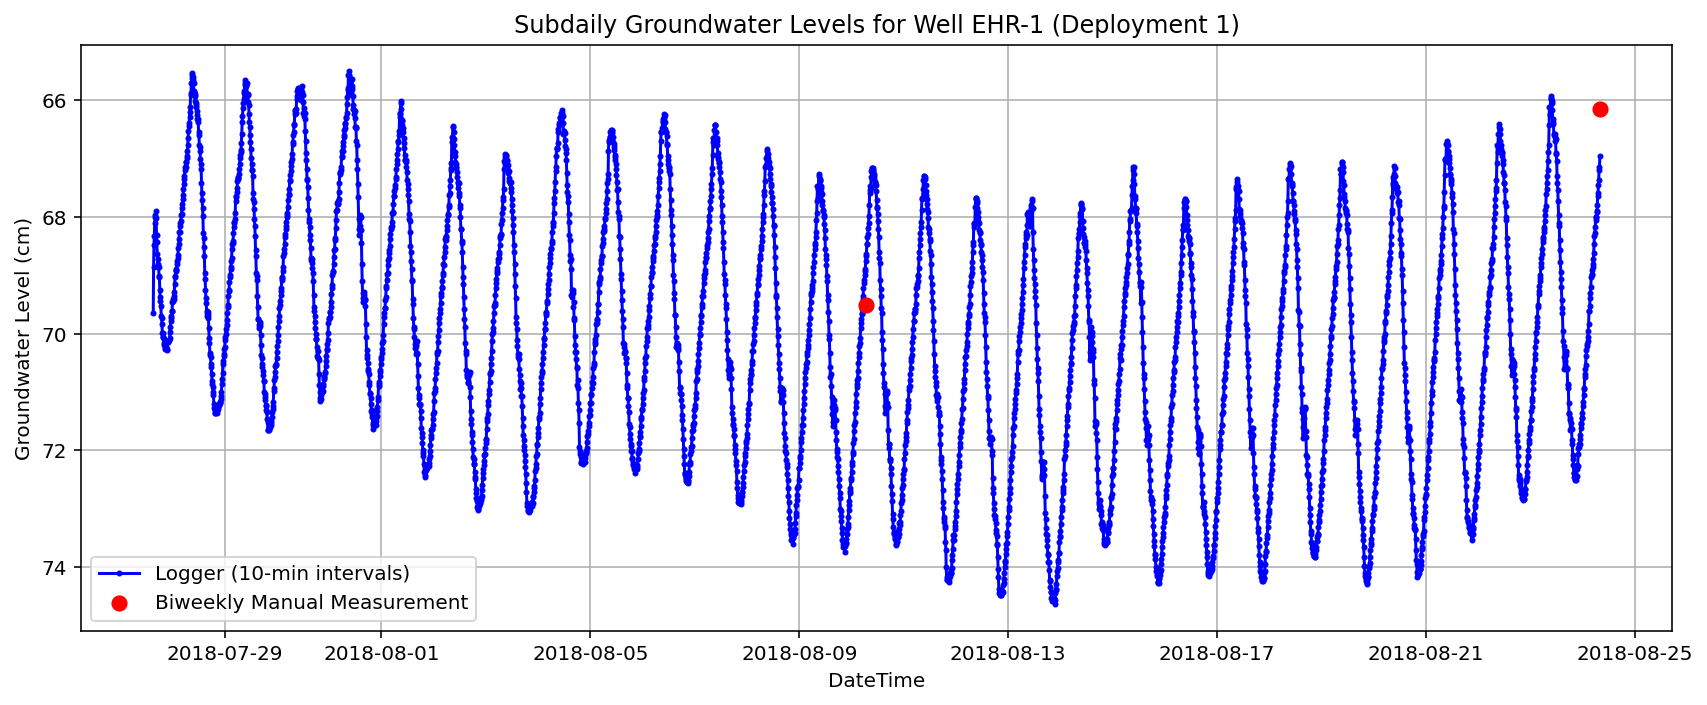 Subdaily Groundwater Levels for Well EHR-1 (Deployment 1)
Groundwater Level (cm)
66
68
70
72
74
Logger (10-min intervals)
Biweekly Manual Measurement
2018-07-29 2018-08-01 2018-08-05 2018-08-09 2018-08-13 2018-08-17 2018-08-21 2018-08-25
DateTime